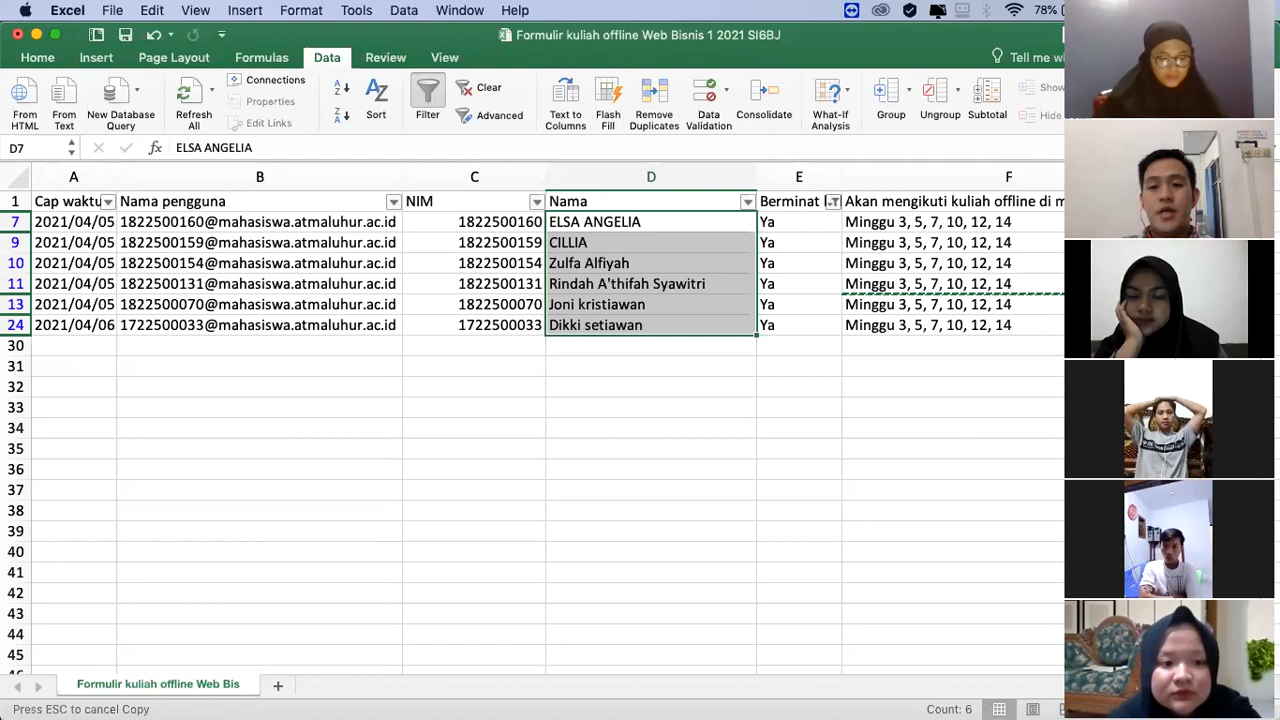 Excel File Edit View Insert Format Tools Data Window Help 78%
Formulir kuliah offline Web Bisnis 1 2021 SI6BJ
Home Insert Page Layout Formulas Data Review View Tell me
From HTML From Text New Database Query Refresh All Connections Properties Edit Links Sort Filter Clear Advanced Text to Columns Flash Fill Remove Duplicates Data Validation Consolidate What-If Analysis Group Ungroup Subtotal Show Hide
D7 fx ELSA ANGELIA
A B C D E F
1 Cap waktu Nama pengguna NIM Nama Berminat Akan mengikuti kuliah offline di m
7 2021/04/05 1822500160@mahasiswa.atmaluhur.ac.id 1822500160 ELSA ANGELIA Ya Minggu 3, 5, 7, 10, 12, 14
9 2021/04/05 1822500159@mahasiswa.atmaluhur.ac.id 1822500159 CILLIA Ya Minggu 3, 5, 7, 10, 12, 14
10 2021/04/05 1822500154@mahasiswa.atmaluhur.ac.id 1822500154 Zulfa Alfiyah Ya Minggu 3, 5, 7, 10, 12, 14
11 2021/04/05 1822500131@mahasiswa.atmaluhur.ac.id 1822500131 Rindah A'thifah Syawitri Ya Minggu 3, 5, 7, 10, 12, 14
13 2021/04/05 1822500070@mahasiswa.atmaluhur.ac.id 1822500070 Joni kristiawan Ya Minggu 3, 5, 7, 10, 12, 14
24 2021/04/06 1722500033@mahasiswa.atmaluhur.ac.id 1722500033 Dikki setiawan Ya Minggu 3, 5, 7, 10, 12, 14
30
31
32
33
34
35
36
37
38
39
40
41
42
43
44
45
Formulir kuliah offline Web Bis
Press ESC to cancel Copy Count: 6